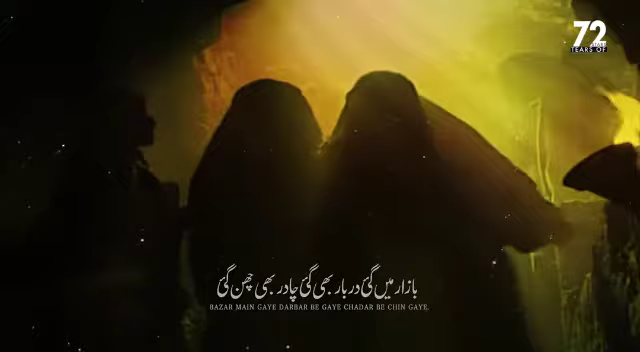 72
YEARS OF
بازار میں گئی دربار بھی گئی چادر بھی چھن گئی
BAZAR MAIN GAYE DARBAR BE GAYE CHADAR BE CHIN GAYE.